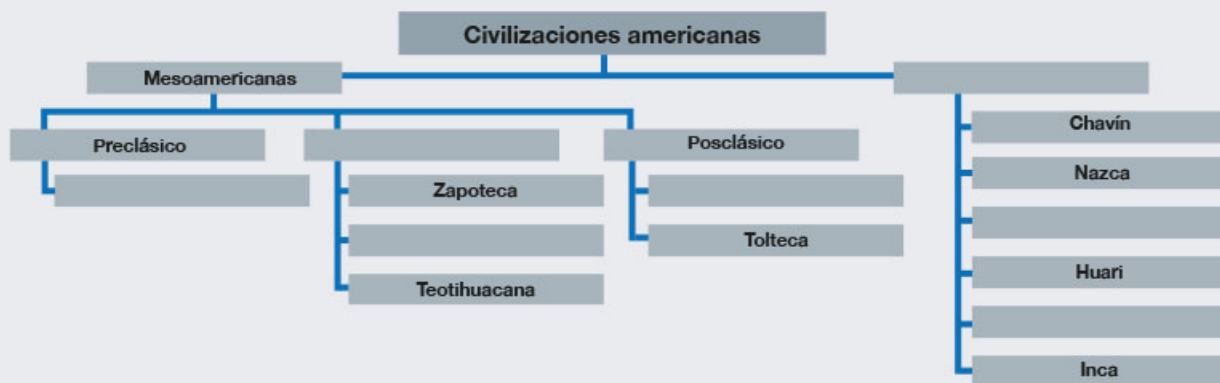 Civilizaciones americanas
Mesoamericanas
Preclásico
Posclásico
Zapoteca
Tolteca
Teotihuacana
Chavín
Nazca
Huari
Inca